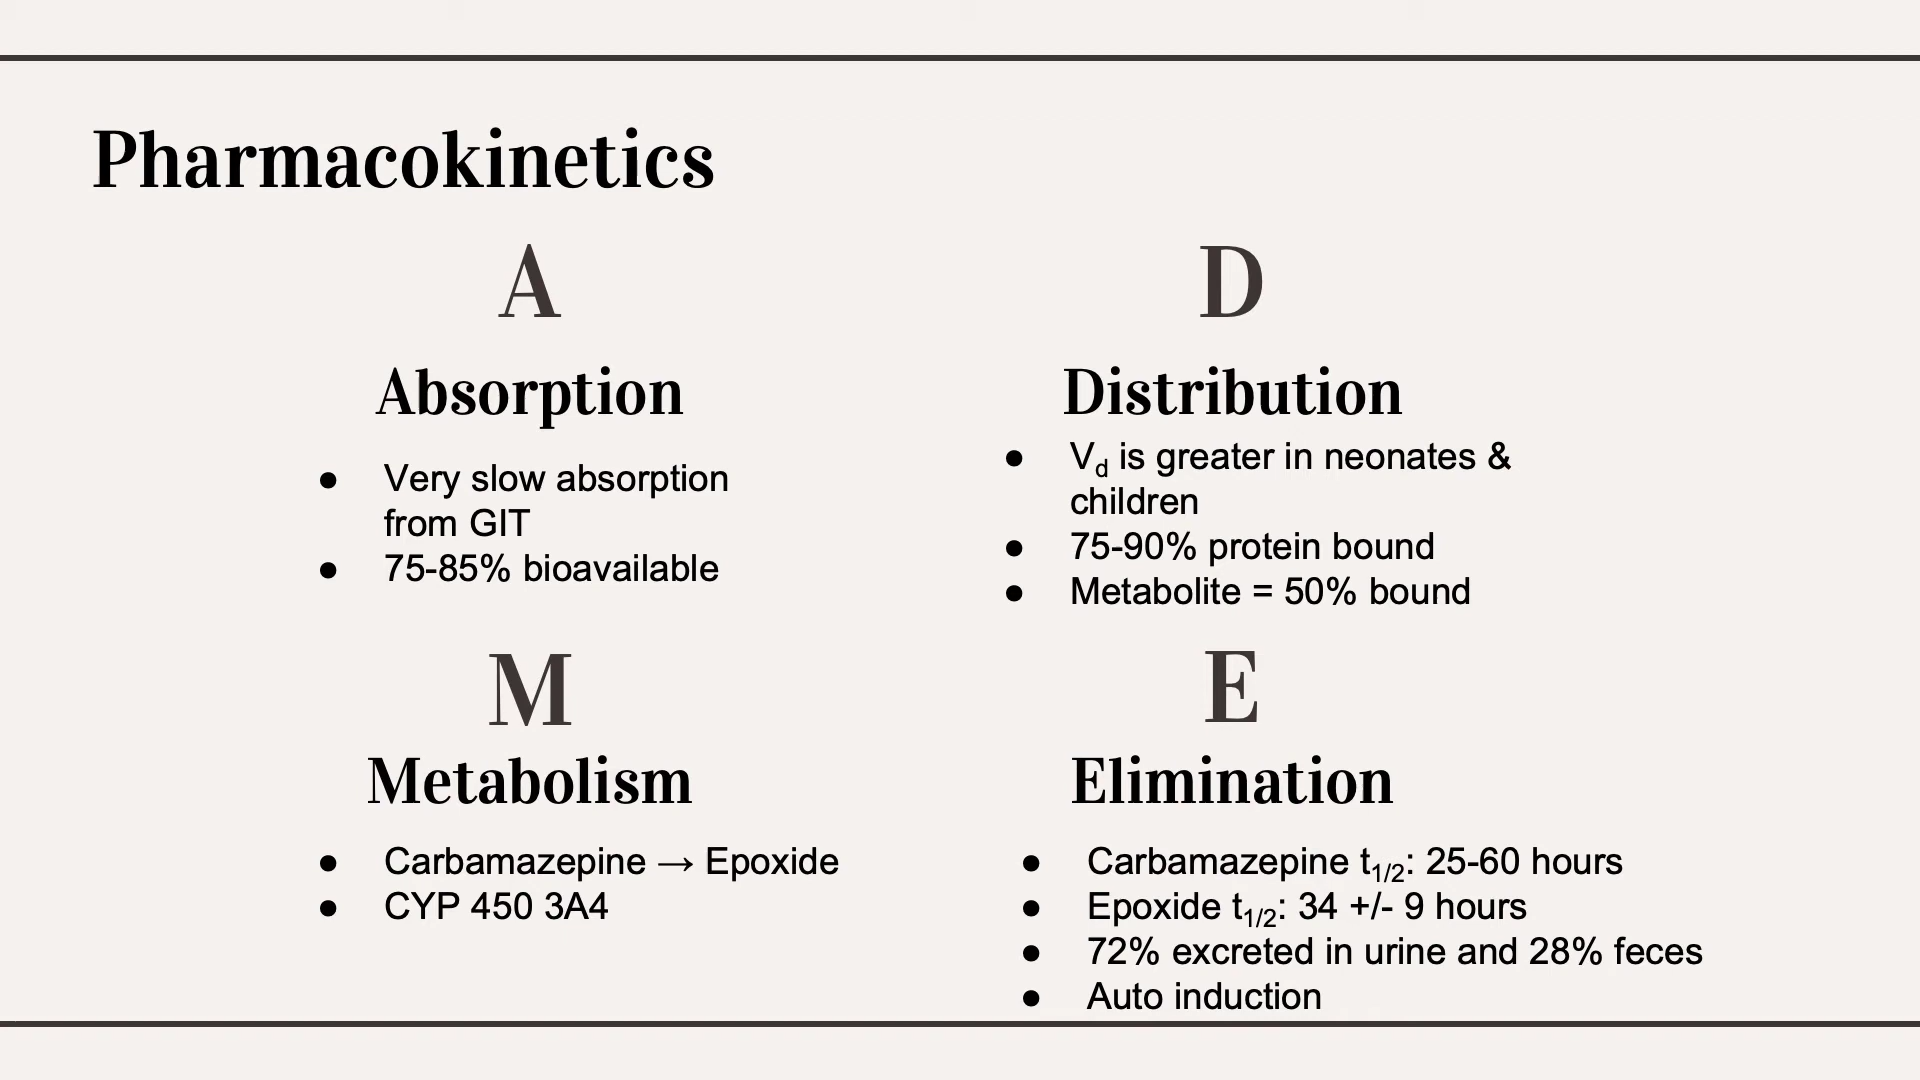 Pharmacokinetics
A
Absorption
● Very slow absorption
from GIT
● 75-85% bioavailable
D
Distribution
● Vd is greater in neonates &
children
● 75-90% protein bound
● Metabolite = 50% bound
M
Metabolism
● Carbamazepine → Epoxide
● CYP 450 3A4
E
Elimination
● Carbamazepine t1/2: 25-60 hours
● Epoxide t1/2: 34 +/- 9 hours
● 72% excreted in urine and 28% feces
● Auto induction